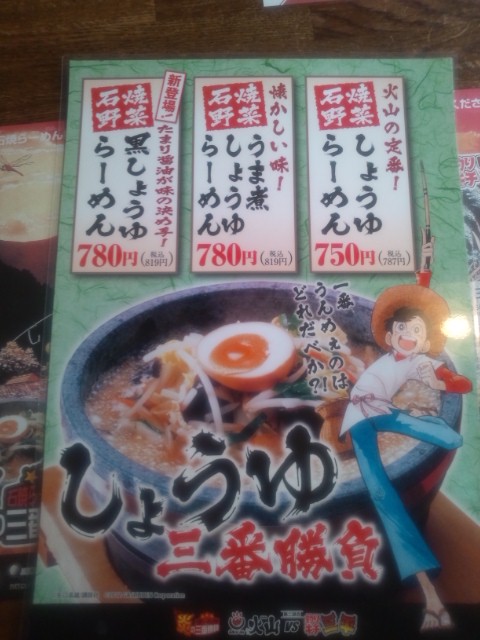 火山の定番!
石焼
野菜
しょうゆ
らーめん
750円(税込787円)
懐かしい味!
石焼
野菜
うま煮
しょうゆ
らーめん
780円(税込819円)
新登場!
たまり醤油が味の決め手!
石焼
野菜
黒しょうゆ
らーめん
780円(税込819円)
一番
うんめぇのは
どれだべか?!
しょうゆ
三番勝負
火山 VS